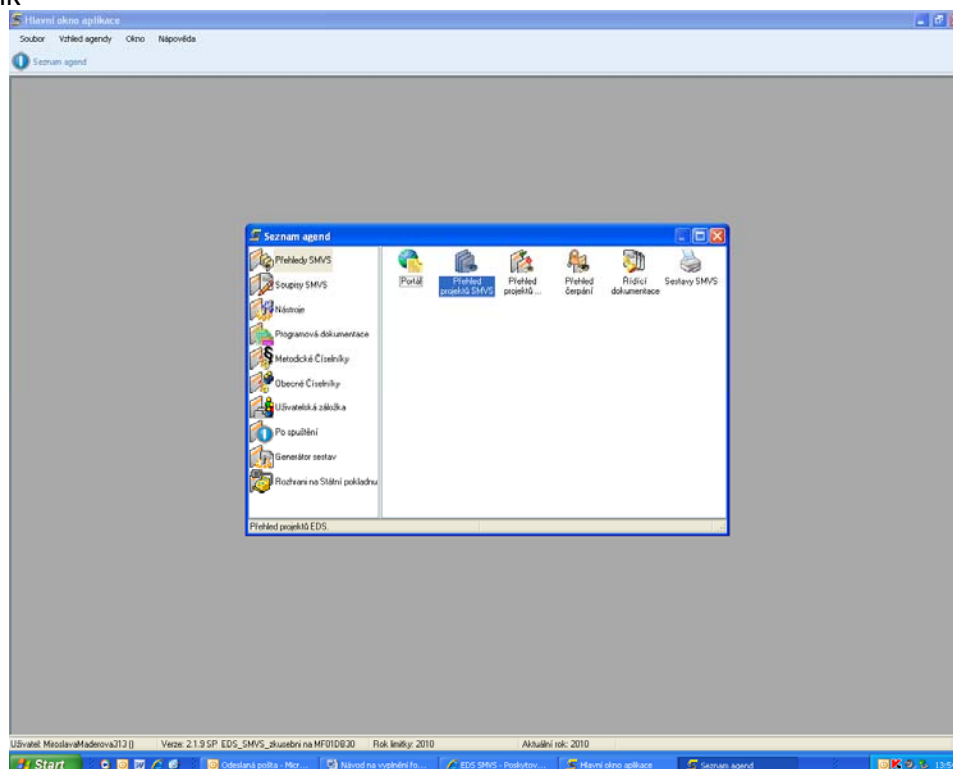 Hlavní okno aplikace
Soubor Vzhled agendy Okno Nápověda
Seznam agend
Seznam agend
Přehledy SMVS
Soupisy SMVS
Nástroje
Programová dokumentace
Metodické Číselníky
Obecné Číselníky
Uživatelská záložka
Po spuštění
Generátor sestav
Rozhraní na Státní pokladnu
Portál
Přehled projektů SMVS
Přehled projektů ...
Přehled čerpání
Řídící dokumentace
Sestavy SMVS
Přehled projektů EDS.
Uživatel: MiroslavaMaderova313 () Verze: 2.1.9 SP EDS_SMVS_zkusebni na MF01DB30 Rok limitky: 2010 Aktuální rok: 2010
Start Odeslaná pošta - Micr... Návod na vyplnění fo... EDS SMVS - Poskytov... Hlavní okno aplikace Seznam agend